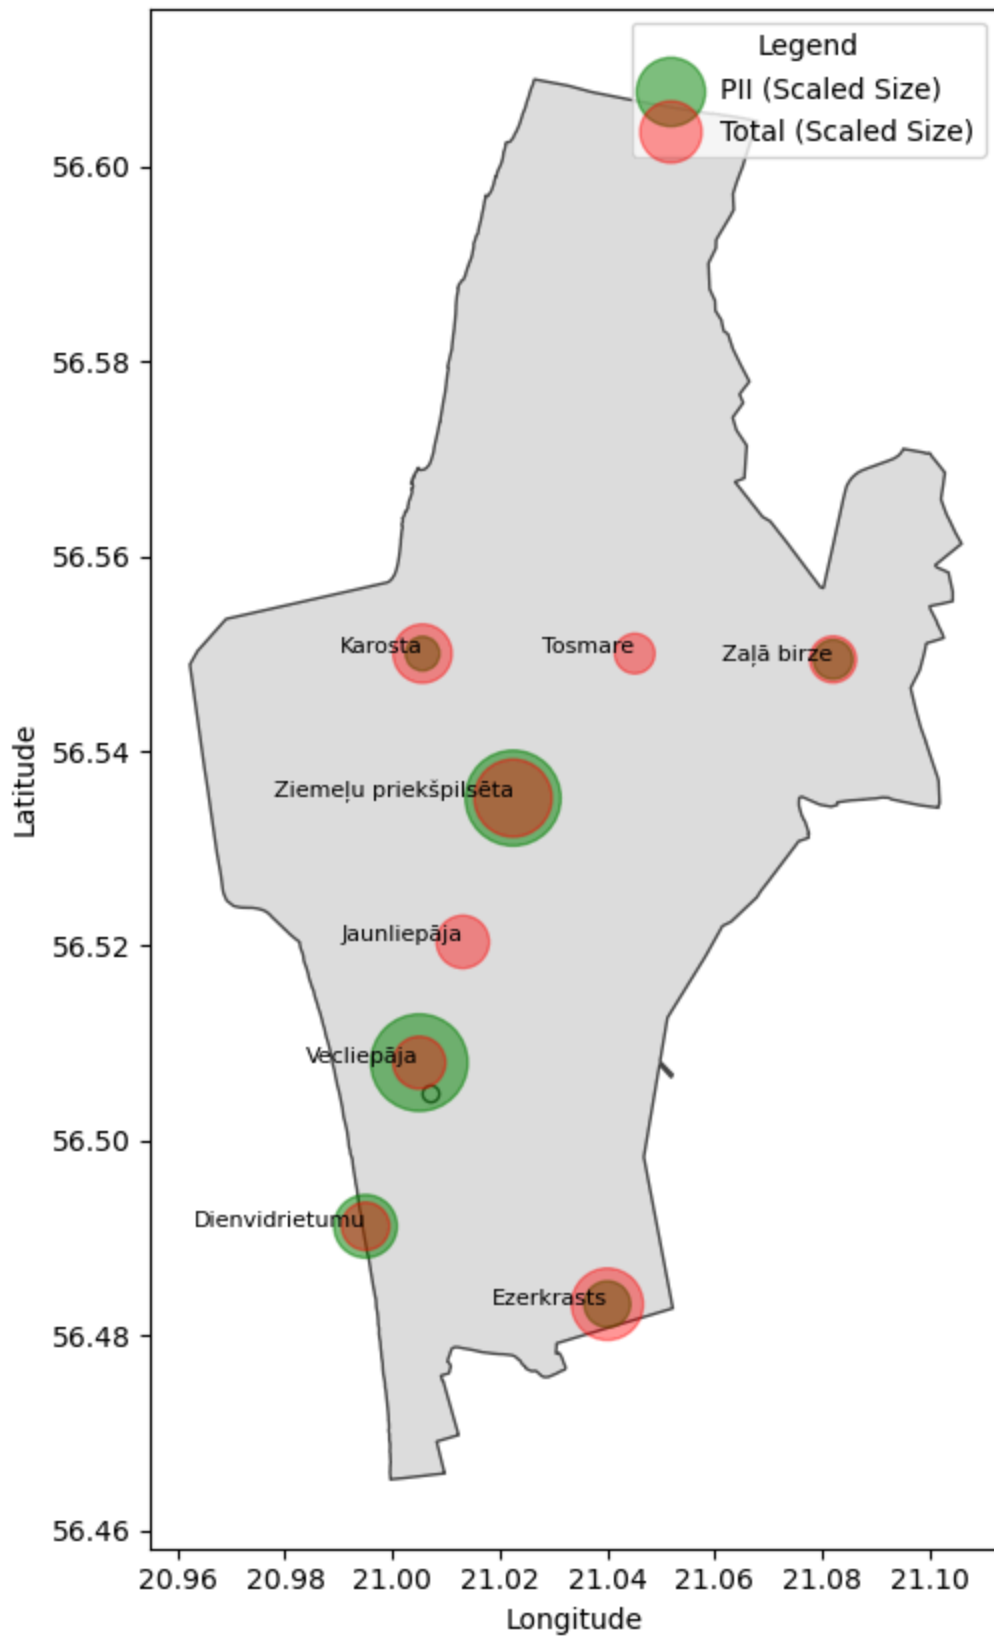 Legend
PII (Scaled Size)
Total (Scaled Size)
56.60
56.58
56.56
56.54
56.52
56.50
56.48
56.46
Latitude
Karosta
Tosmare
Zaļā birze
Ziemeļu priekšpilsēta
Jaunliepāja
Vecliepāja
Dienvidrietumu
Ezerkrasts
20.96 20.98 21.00 21.02 21.04 21.06 21.08 21.10
Longitude